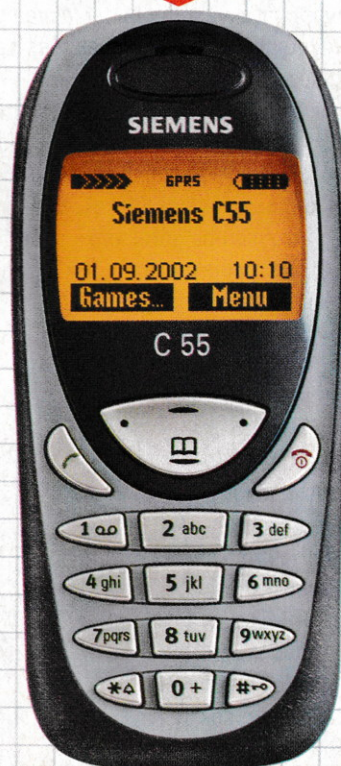 SIEMENS
GPRS
Siemens C55
01.09.2002 10:10
Games... Menu
C 55
1 2 abc 3 def
4 ghi 5 jkl 6 mno
7pqrs 8 tuv 9wxyz
* 0 + #